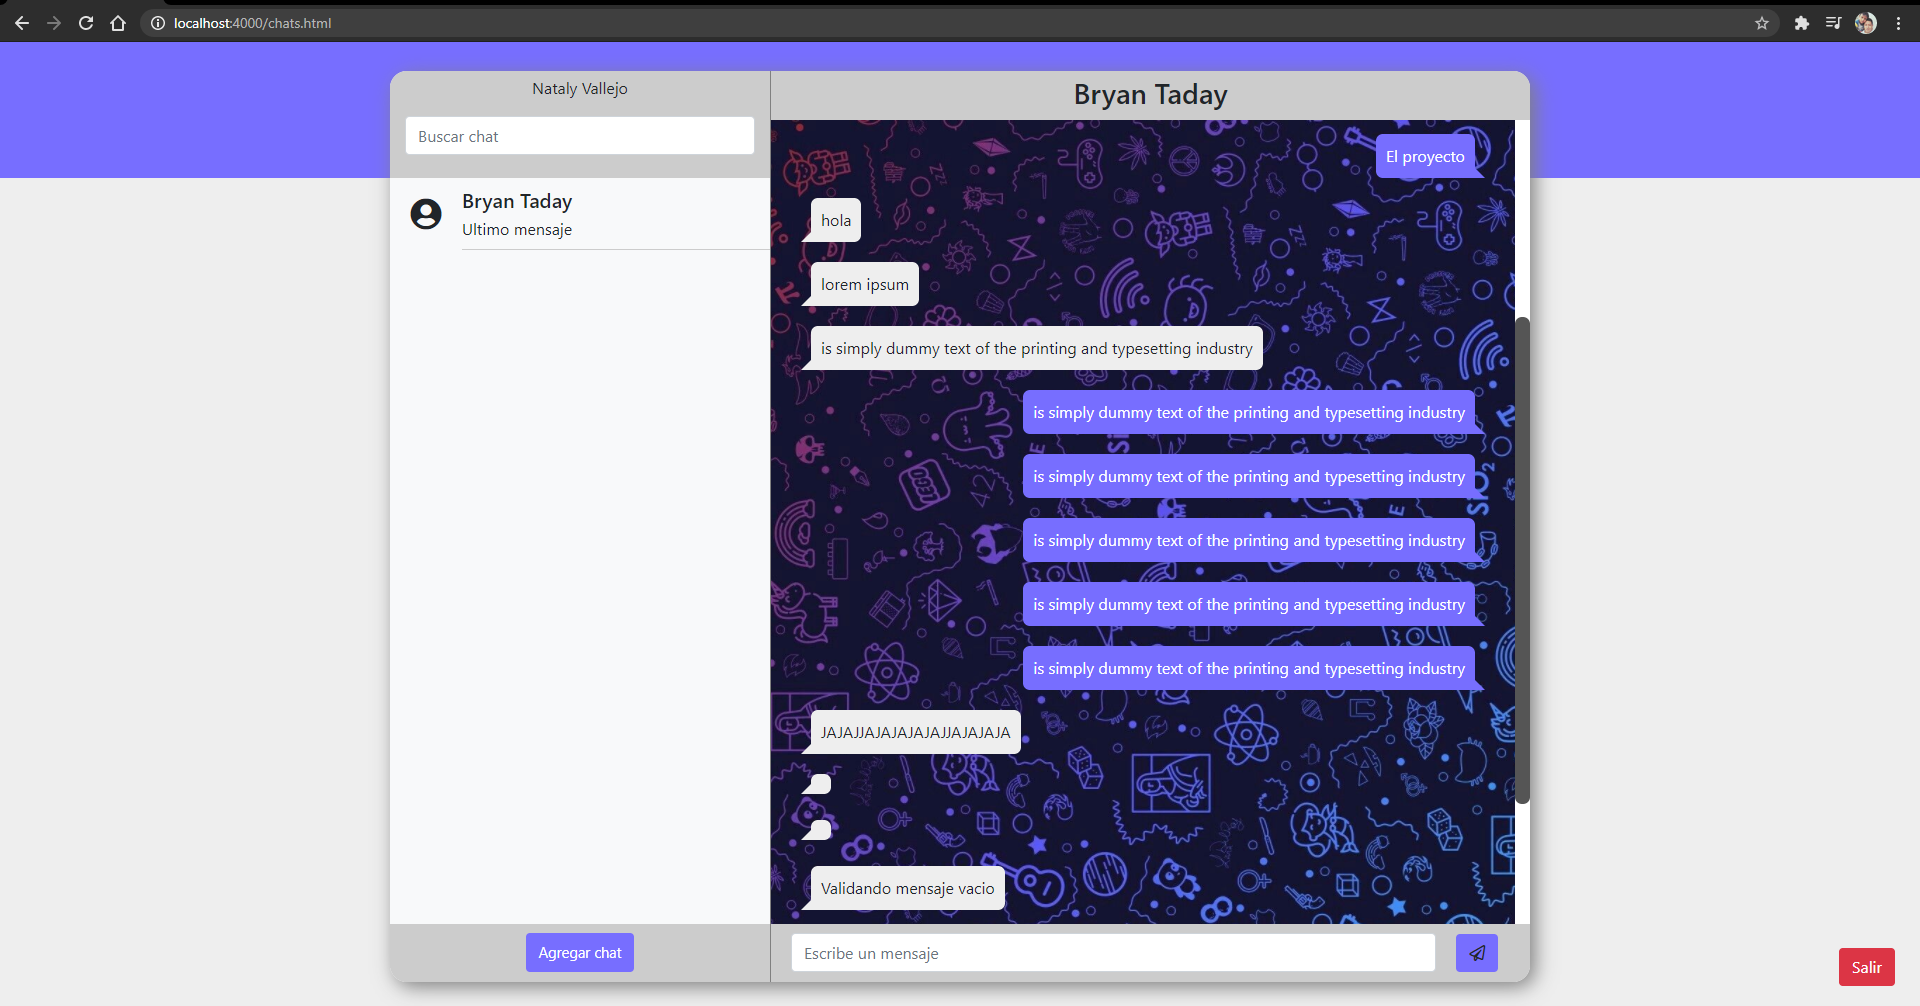 localhost:4000/chats.html
Nataly Vallejo
Buscar chat
Bryan Taday
Ultimo mensaje
Agregar chat
Bryan Taday
El proyecto
hola
lorem ipsum
is simply dummy text of the printing and typesetting industry
is simply dummy text of the printing and typesetting industry
is simply dummy text of the printing and typesetting industry
is simply dummy text of the printing and typesetting industry
is simply dummy text of the printing and typesetting industry
is simply dummy text of the printing and typesetting industry
JAJAJJAJAJAJAJAJJAJAJAJA
Validando mensaje vacio
Escribe un mensaje
Salir